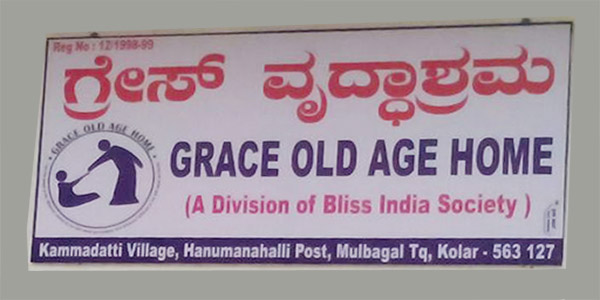 Reg No : 12/1998-99
ಗ್ರೇಸ್ ವೃದ್ಧಾಶ್ರಮ
GRACE OLD AGE HOME
GRACE OLD AGE HOME
(A Division of Bliss India Society )
Kammadatti Village, Hanumanahalli Post, Mulbagal Tq, Kolar - 563 127